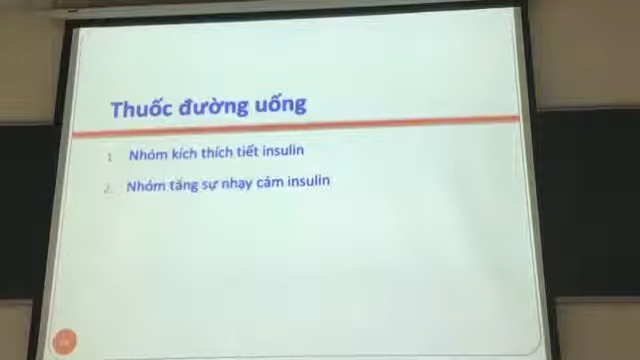 Thuốc đường uống
1. Nhóm kích thích tiết insulin
2. Nhóm tăng sự nhạy cảm insulin